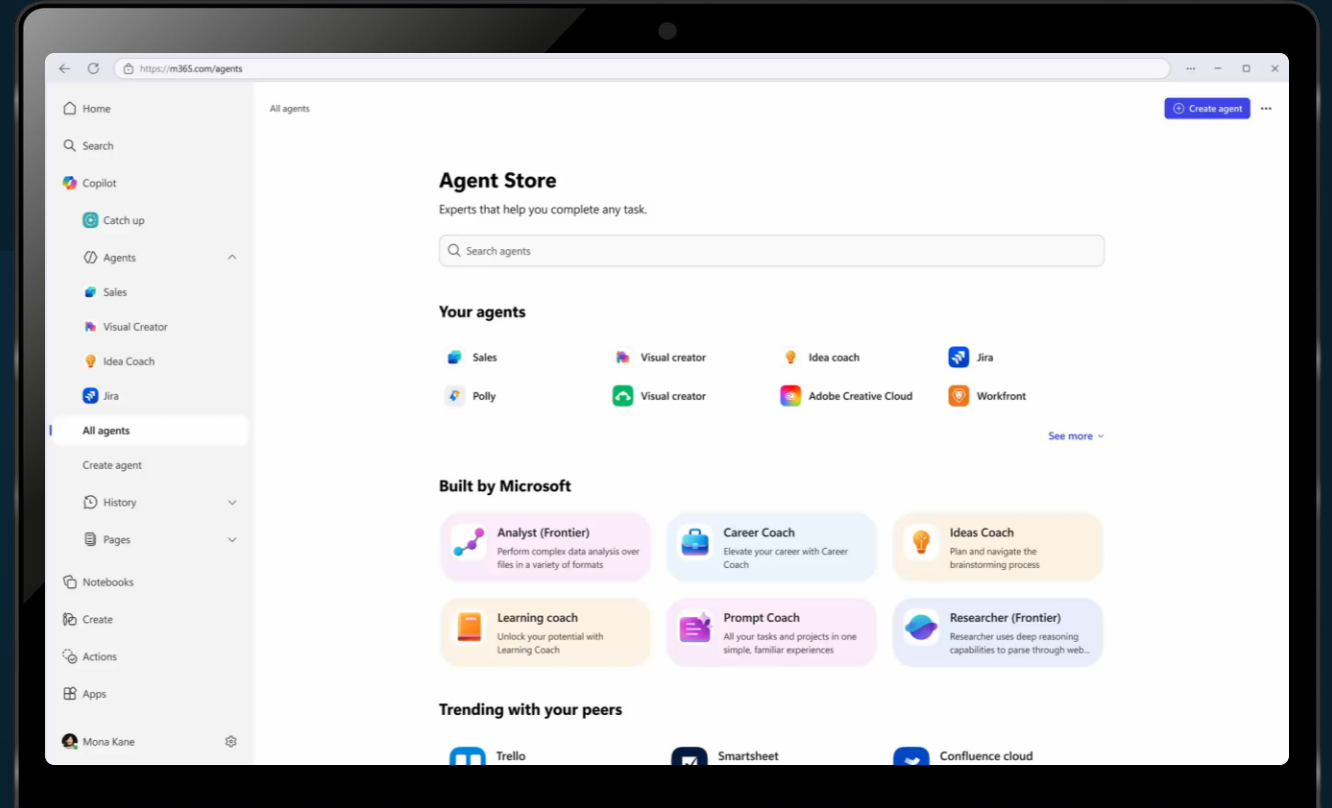 https://m365.com/agents
Home
Search
Copilot
Catch up
Agents
Sales
Visual Creator
Idea Coach
Jira
All agents
Create agent
History
Pages
Notebooks
Create
Actions
Apps
Mona Kane
All agents
Create agent
Agent Store
Experts that help you complete any task.
Search agents
Your agents
Sales
Visual creator
Idea coach
Jira
Polly
Visual creator
Adobe Creative Cloud
Workfront
See more
Built by Microsoft
Analyst (Frontier)
Perform complex data analysis over
files in a variety of formats
Career Coach
Elevate your career with Career
Coach
Ideas Coach
Plan and navigate the
brainstorming process
Learning coach
Unlock your potential with
Learning Coach
Prompt Coach
All your tasks and projects in one
simple, familiar experiences
Researcher (Frontier)
Researcher uses deep reasoning
capabilities to parse through web...
Trending with your peers
Trello
Smartsheet
Confluence cloud